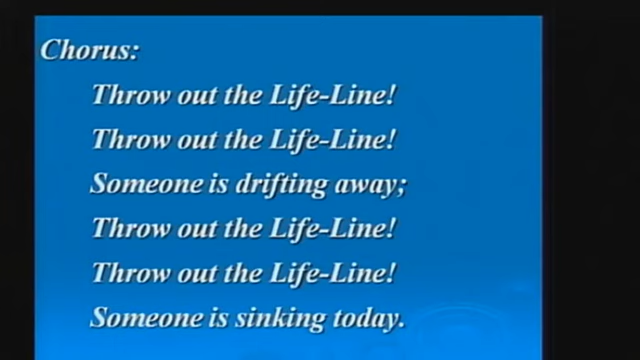 Chorus:
Throw out the Life-Line!
Throw out the Life-Line!
Someone is drifting away;
Throw out the Life-Line!
Throw out the Life-Line!
Someone is sinking today.